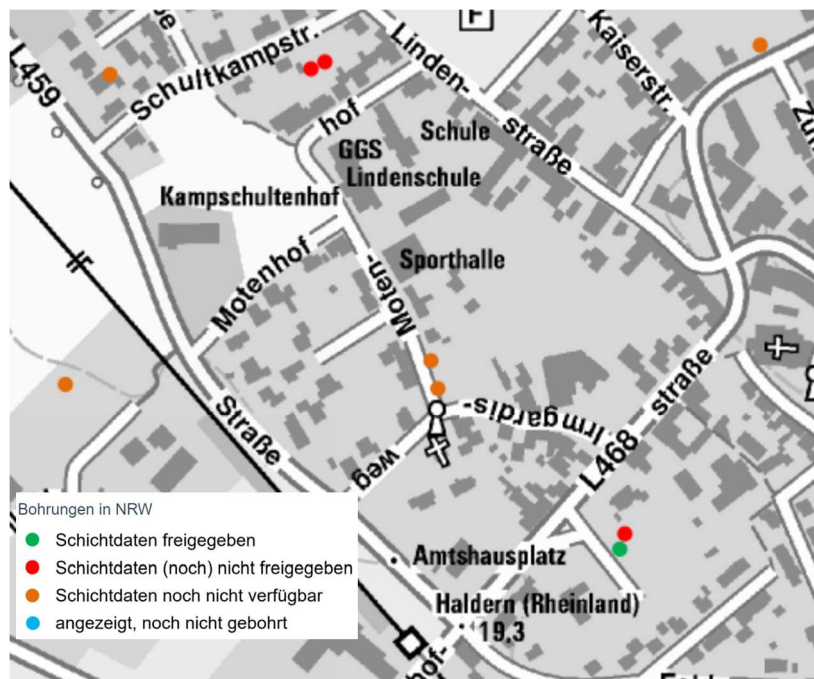 L459
Schultkampstr.
F
Linden-
straße
Kaiserstr.
hof
Schule
GGS
Lindenschule
Kampschultenhof
Motenhof
Sporthalle
Moten-
Irmgardis-
weg
L468
straße
Straße
Amtshausplatz
Haldern (Rheinland)
19.3
hof-
Bohrungen in NRW
Schichtdaten freigegeben
Schichtdaten (noch) nicht freigegeben
Schichtdaten noch nicht verfügbar
angezeigt, noch nicht gebohrt